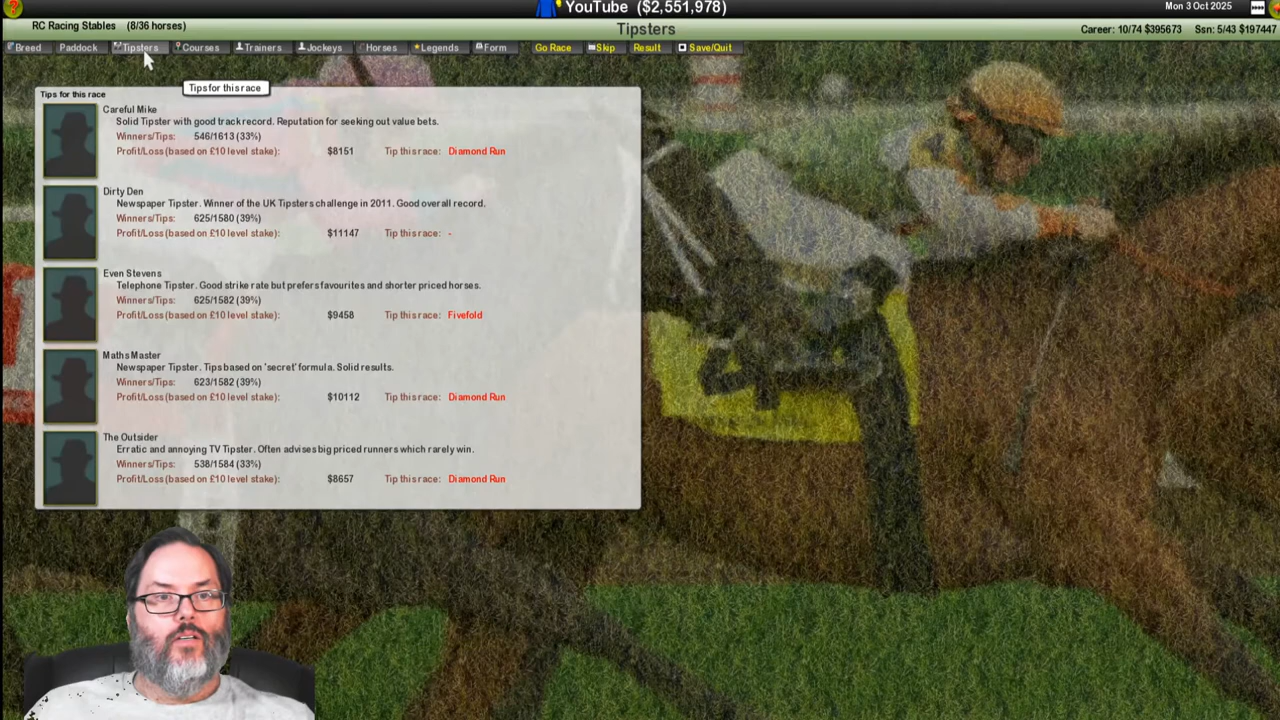 YouTube ($2,551,978)
Mon 3 Oct 2025
RC Racing Stables (8/36 horses)
Tipsters
Career: 10/74 $395673 Ssn: 5/43 $197447
Breed Paddock Tipsters Courses Trainers Jockeys Horses Legends Form Go Race Skip Result Save/Quit
Tips for this race
Tips for this race
Careful Mike
Solid Tipster with good track record. Reputation for seeking out value bets.
Winners/Tips: 546/1613 (33%)
Profit/Loss (based on £10 level stake): $8151 Tip this race: Diamond Run
Dirty Den
Newspaper Tipster. Winner of the UK Tipsters challenge in 2011. Good overall record.
Winners/Tips: 625/1580 (39%)
Profit/Loss (based on £10 level stake): $11147 Tip this race: -
Even Stevens
Telephone Tipster. Good strike rate but prefers favourites and shorter priced horses.
Winners/Tips: 625/1582 (39%)
Profit/Loss (based on £10 level stake): $9458 Tip this race: Fivefold
Maths Master
Newspaper Tipster. Tips based on 'secret' formula. Solid results.
Winners/Tips: 623/1582 (39%)
Profit/Loss (based on £10 level stake): $10112 Tip this race: Diamond Run
The Outsider
Erratic and annoying TV Tipster. Often advises big priced runners which rarely win.
Winners/Tips: 538/1584 (33%)
Profit/Loss (based on £10 level stake): $8657 Tip this race: Diamond Run